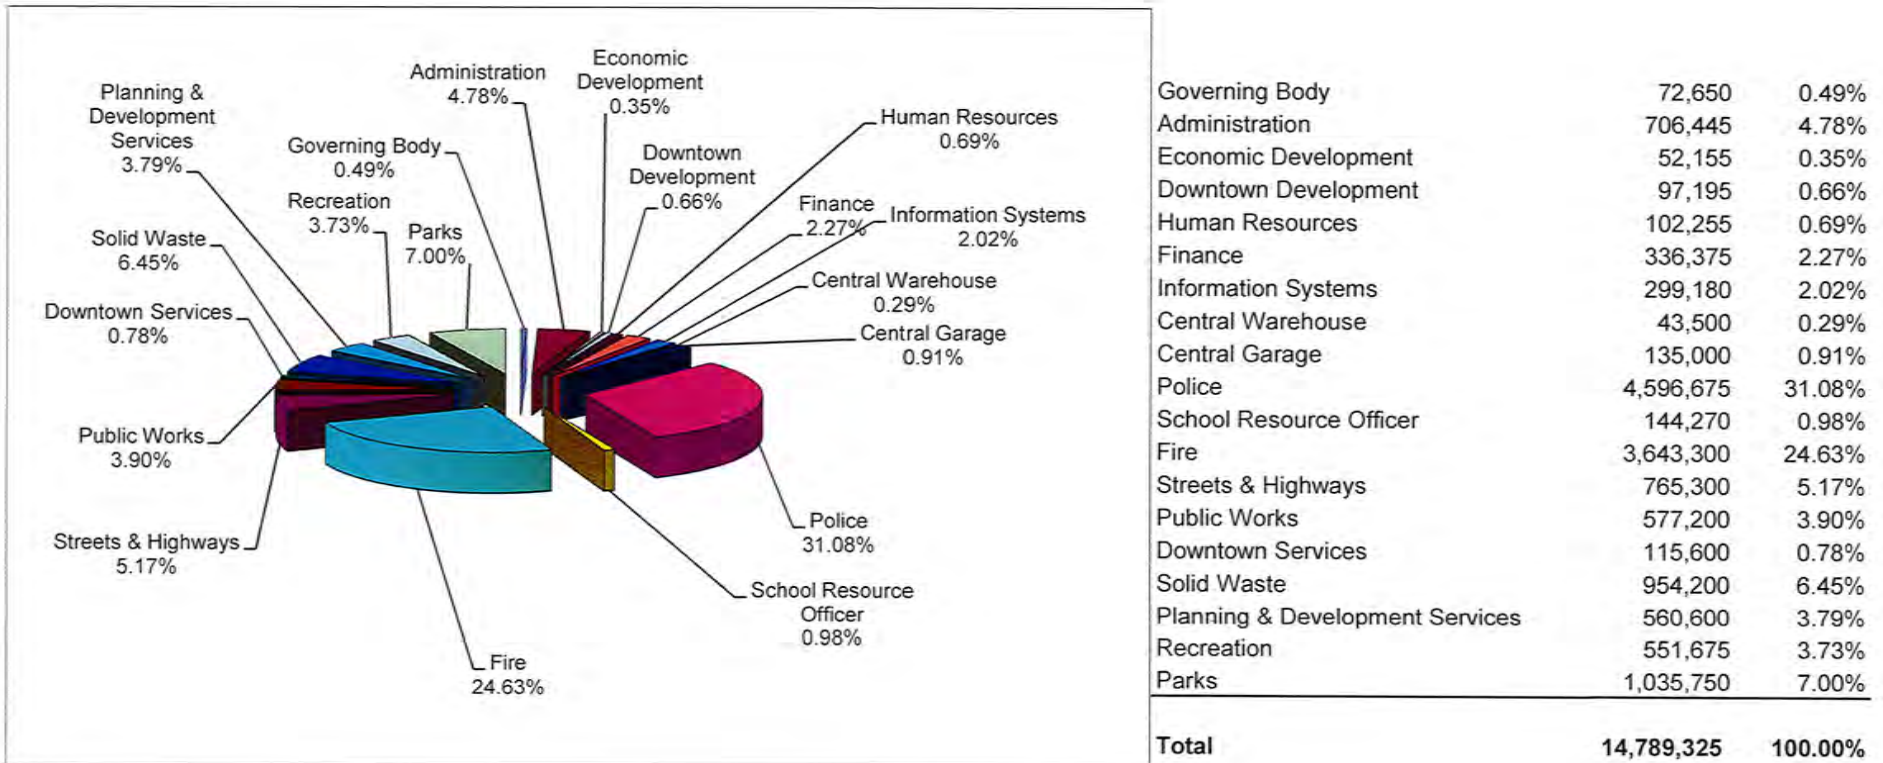 Economic
Development
0.35%
Administration
4.78%
Planning &
Development
Services
3.79%
Human Resources
0.69%
Governing Body
0.49%
Downtown
Development
0.66%
Recreation
3.73%
Finance
2.27%
Information Systems
2.02%
Parks
7.00%
Solid Waste
6.45%
Central Warehouse
0.29%
Downtown Services
0.78%
Central Garage
0.91%
Public Works
3.90%
Police
31.08%
Streets & Highways
5.17%
School Resource
Officer
0.98%
Fire
24.63%
Governing Body 72,650 0.49%
Administration 706,445 4.78%
Economic Development 52,155 0.35%
Downtown Development 97,195 0.66%
Human Resources 102,255 0.69%
Finance 336,375 2.27%
Information Systems 299,180 2.02%
Central Warehouse 43,500 0.29%
Central Garage 135,000 0.91%
Police 4,596,675 31.08%
School Resource Officer 144,270 0.98%
Fire 3,643,300 24.63%
Streets & Highways 765,300 5.17%
Public Works 577,200 3.90%
Downtown Services 115,600 0.78%
Solid Waste 954,200 6.45%
Planning & Development Services 560,600 3.79%
Recreation 551,675 3.73%
Parks 1,035,750 7.00%
Total 14,789,325 100.00%